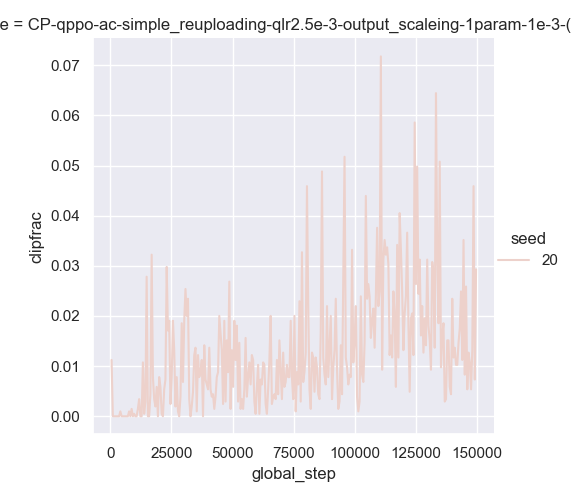 e = CP-qppo-ac-simple_reuploading-qlr2.5e-3-output_scaleing-1param-1e-3-(
0.07
0.06
0.05
0.04
0.03
0.02
0.01
0.00
clipfrac
0 25000 50000 75000 100000 125000 150000
global_step
seed
20